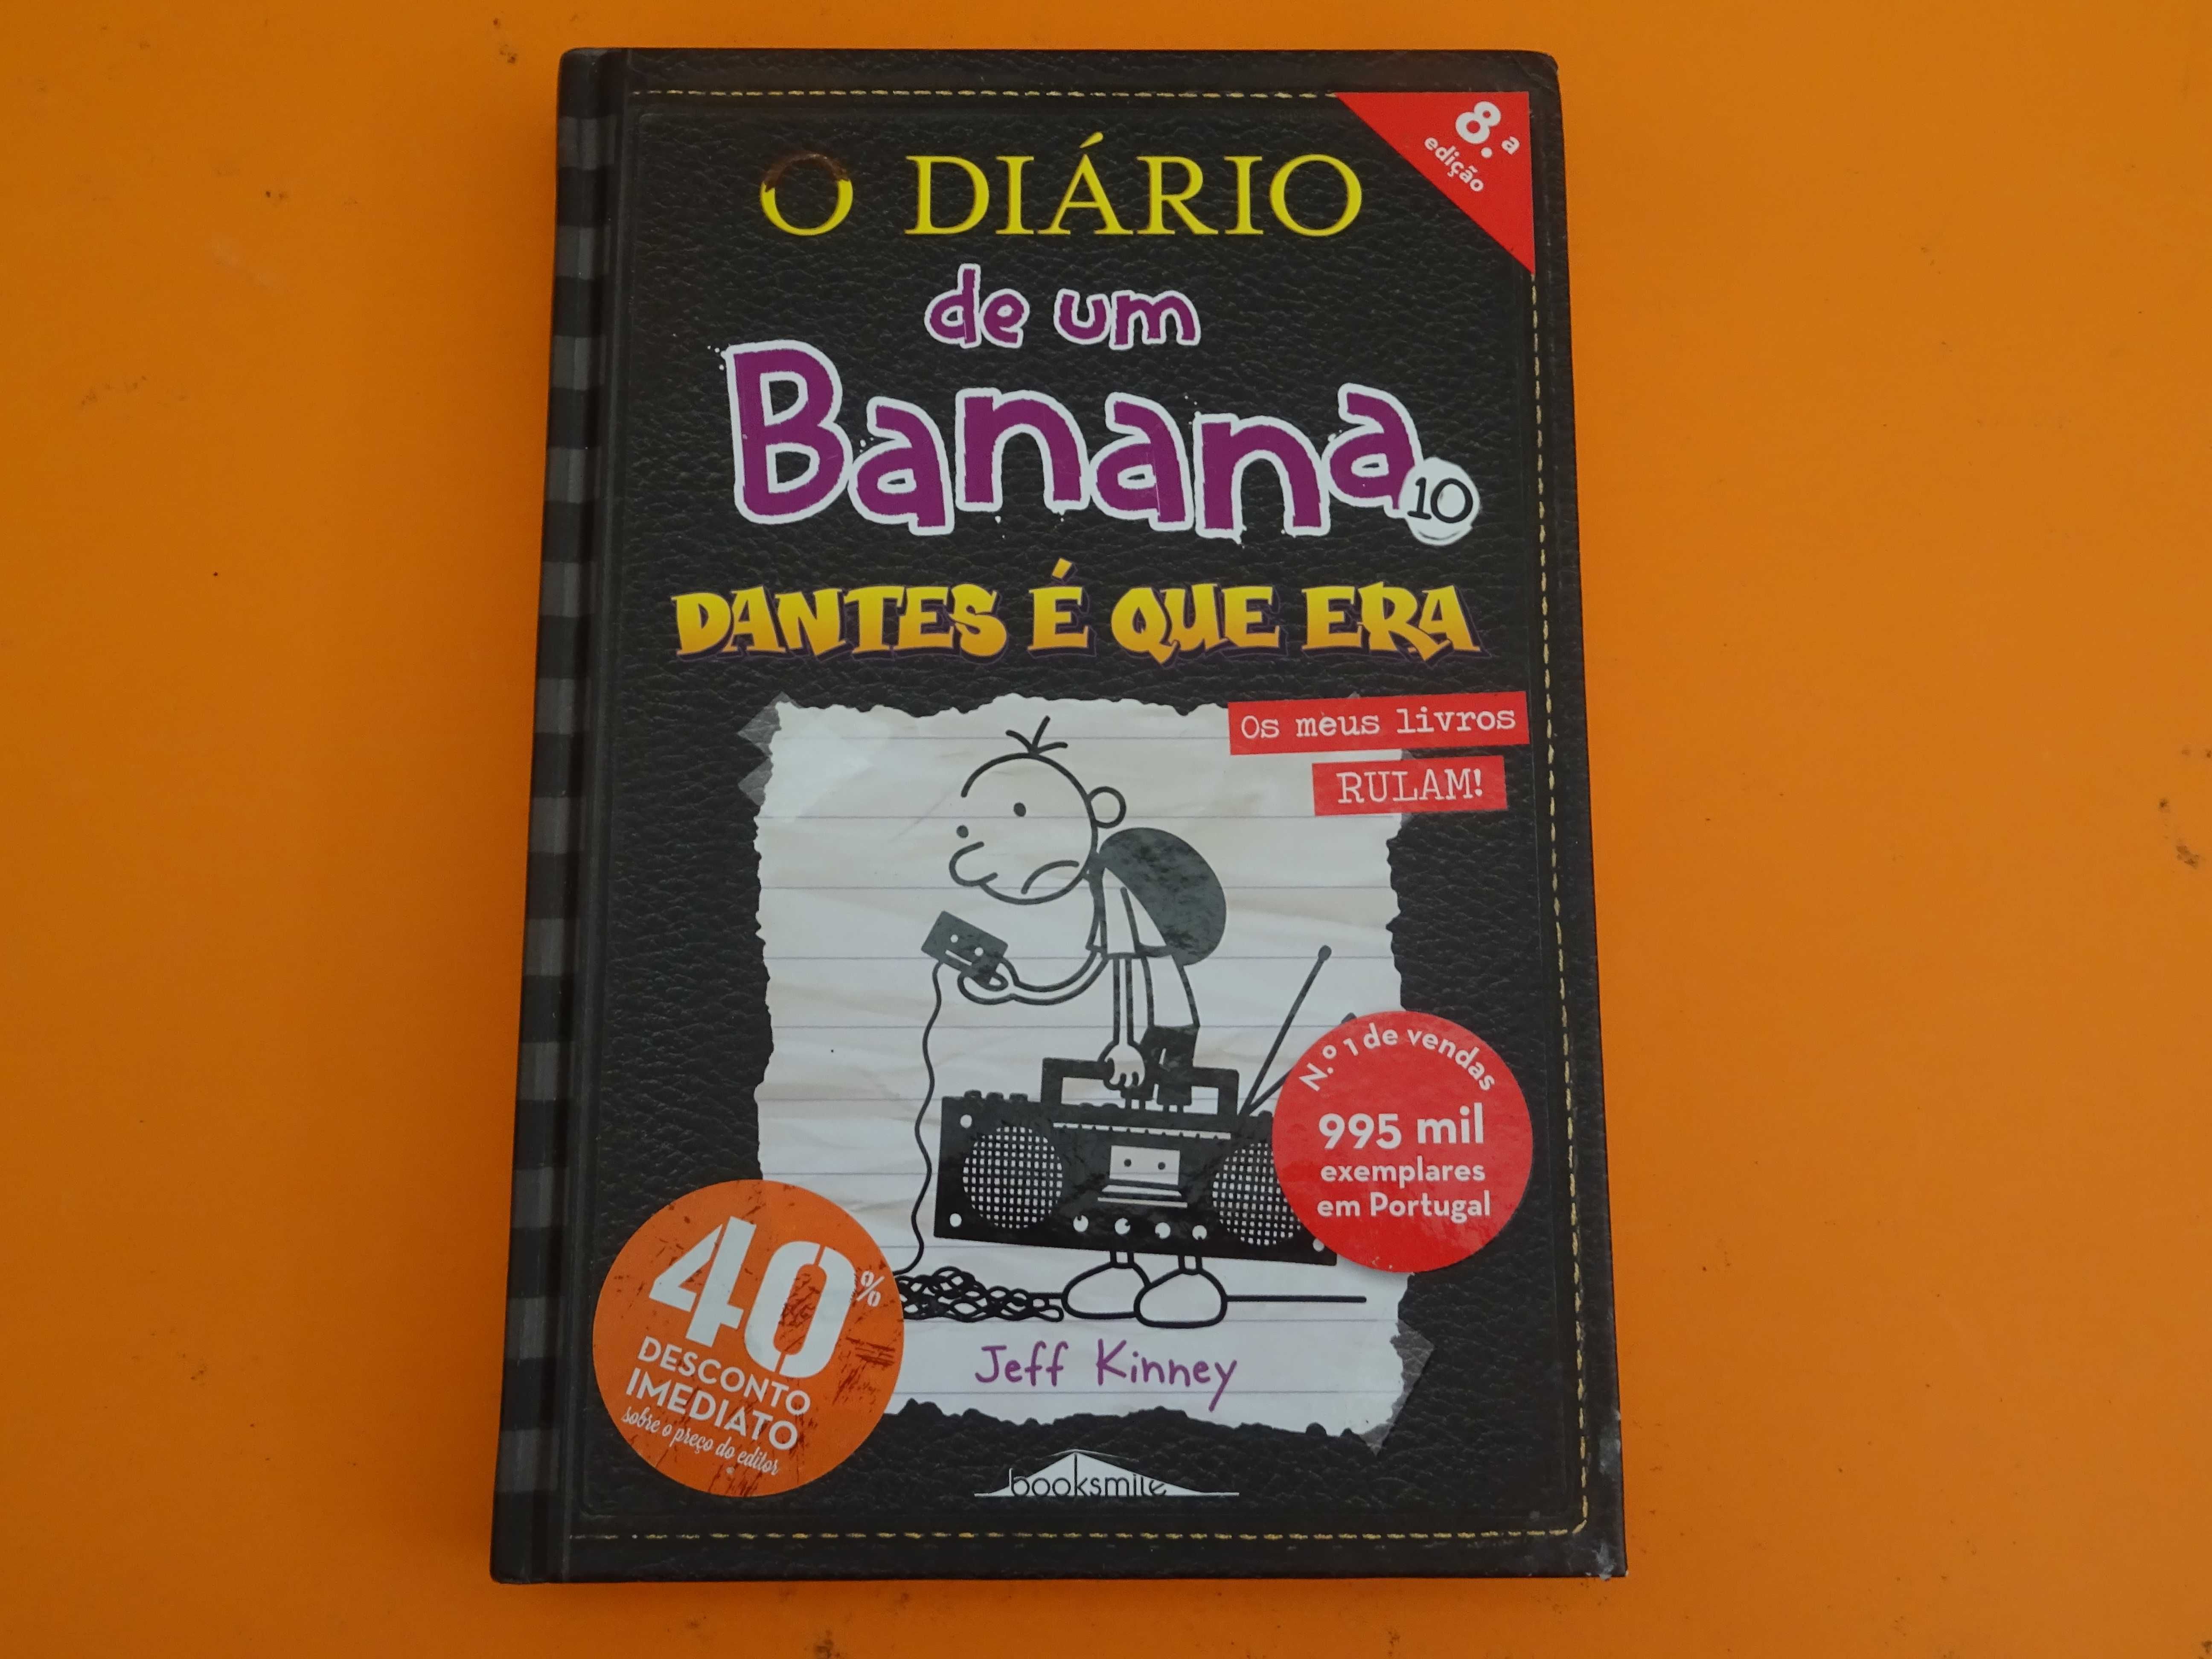 8.ª
edição
O DIÁRIO
de um
Banana
10
DANTES É QUE ERA
Os meus livros
RULAM!
N.º 1 de vendas
995 mil
exemplares
em Portugal
40%
DESCONTO
IMEDIATO
sobre o preço do editor
Jeff Kinney
booksmile